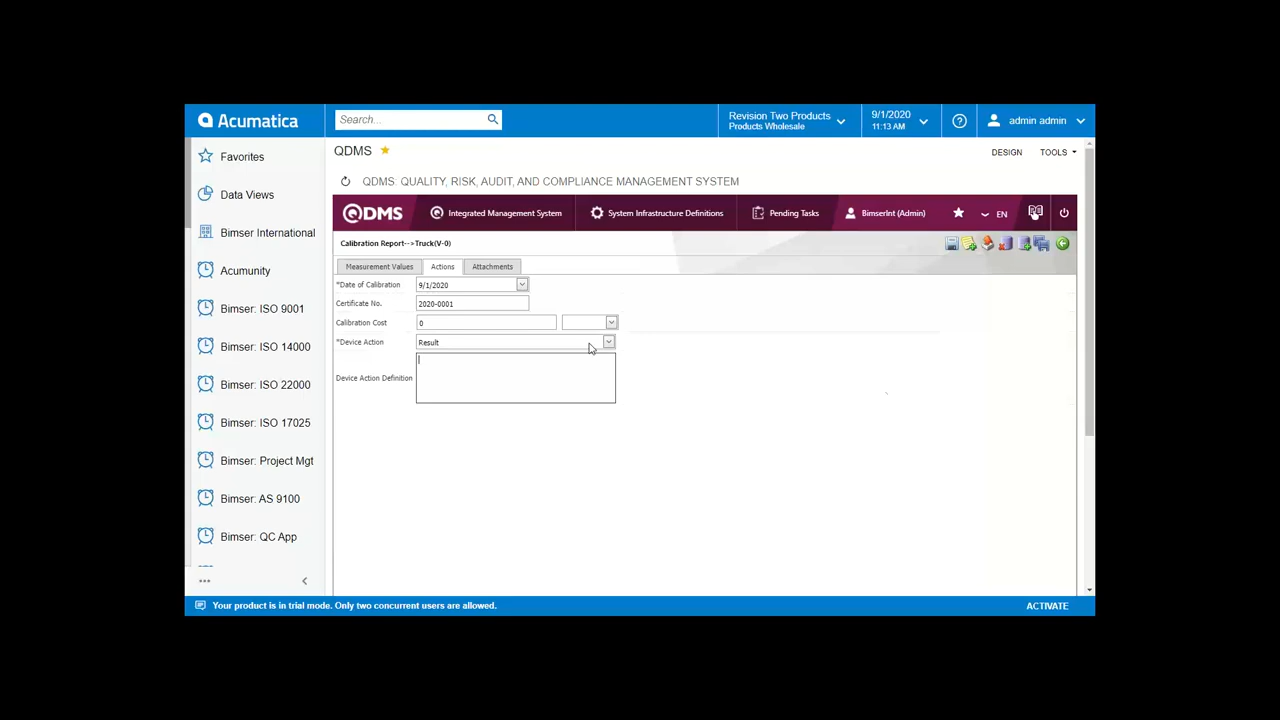 Acumatica
Search...
Revision Two Products
Products Wholesale
9/1/2020
11:13 AM
admin admin
Favorites
Data Views
Bimser International
Acumunity
Bimser: ISO 9001
Bimser: ISO 14000
Bimser: ISO 22000
Bimser: ISO 17025
Bimser: Project Mgt
Bimser: AS 9100
Bimser: QC App
QDMS
DESIGN
TOOLS
QDMS: QUALITY, RISK, AUDIT, AND COMPLIANCE MANAGEMENT SYSTEM
QDMS
Integrated Management System
System Infrastructure Definitions
Pending Tasks
BimserInt (Admin)
EN
Calibration Report-->Truck(V-0)
Measurement Values
Actions
Attachments
*Date of Calibration
9/1/2020
Certificate No.
2020-0001
Calibration Cost
0
*Device Action
Result
Device Action Definition
Your product is in trial mode. Only two concurrent users are allowed.
ACTIVATE